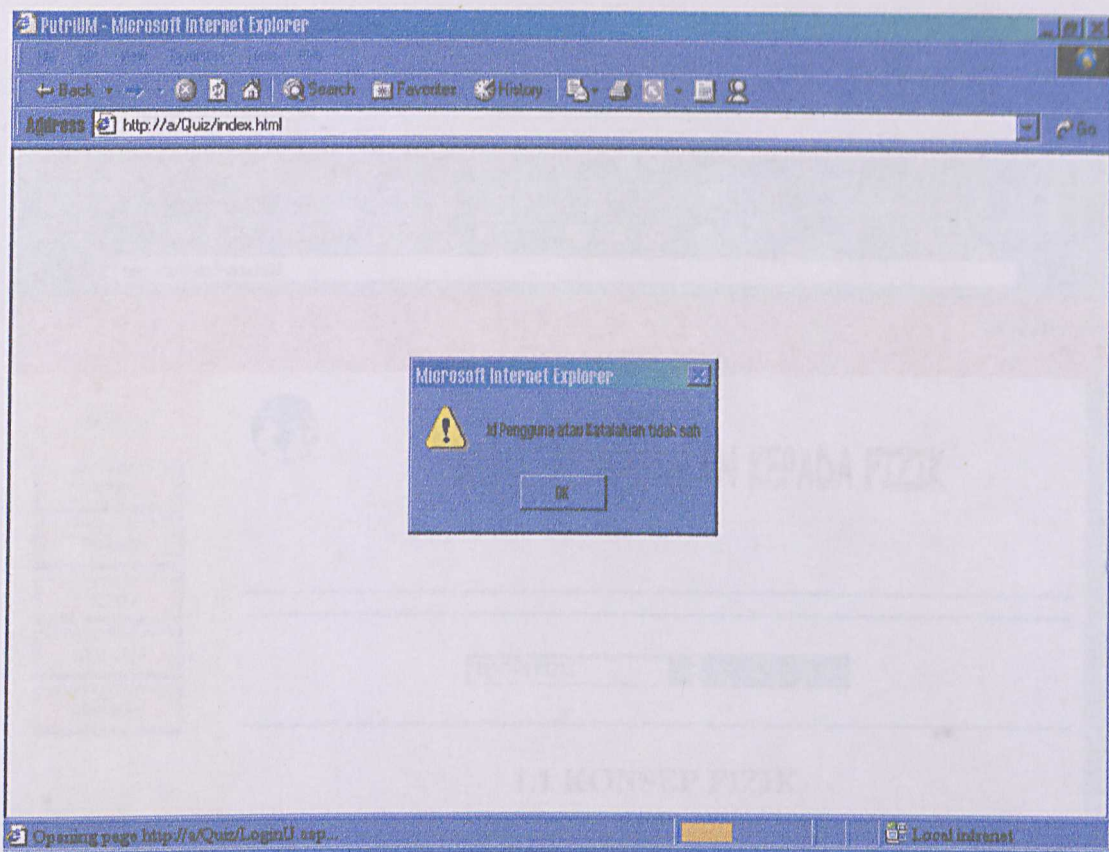 PutriUM - Microsoft Internet Explorer
Back Search Favorites History
Address http://a/Quiz/index.html Go
Microsoft Internet Explorer
Id Pengguna atau Katalaluan tidak sah
OK
KEPADA FIZIK
1.1 KONSEP FIZIK
Opening page http://a/Quiz/LoginU.asp... Local intranet